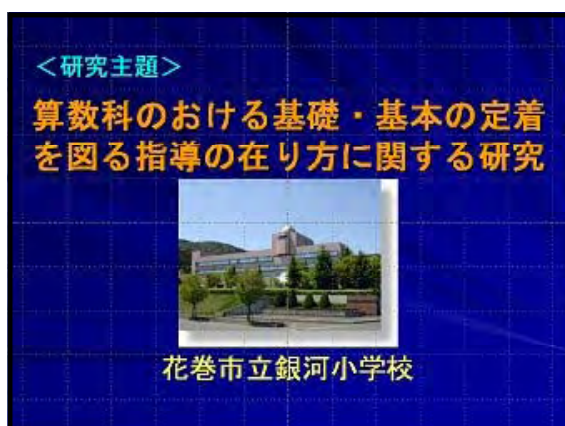 ＜研究主題＞
算数科のおける基礎・基本の定着
を図る指導の在り方に関する研究
花巻市立銀河小学校